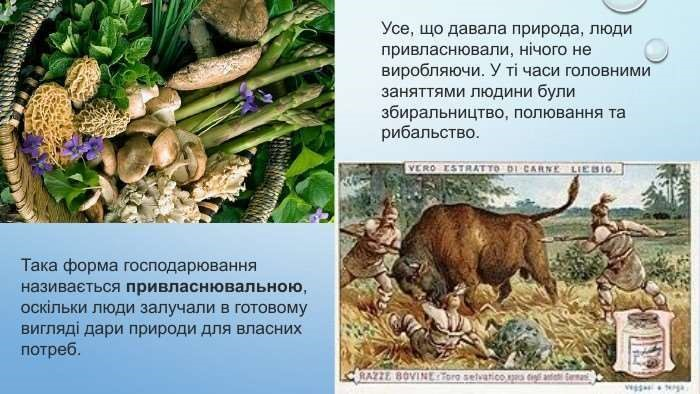 Усе, що давала природа, люди
привласнювали, нічого не
виробляючи. У ті часи головними
заняттями людини були
збиральництво, полювання та
рибальство.
VERO ESTRATTO DI CARNE LIEBIG.
Така форма господарювання
називається привласнювальною,
оскільки люди залучали в готовому
вигляді дари природи для власних
потреб.
RAZZE BOVINE: Toro selvatico, epoca degli antichi Germani.
Veggasi a tergo.